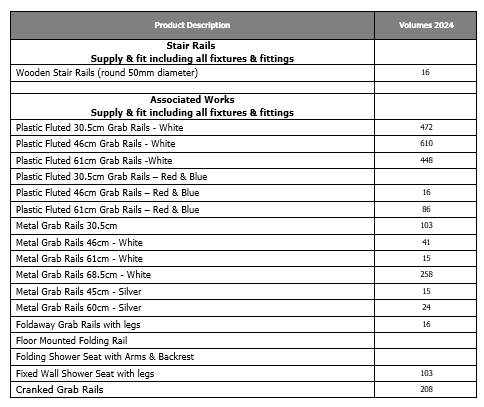 Product Description Volumes 2024
Stair Rails
Supply & fit including all fixtures & fittings
Wooden Stair Rails (round 50mm diameter) 16
Associated Works
Supply & fit including all fixtures & fittings
Plastic Fluted 30.5cm Grab Rails - White 472
Plastic Fluted 46cm Grab Rails - White 610
Plastic Fluted 61cm Grab Rails -White 448
Plastic Fluted 30.5cm Grab Rails – Red & Blue
Plastic Fluted 46cm Grab Rails – Red & Blue 16
Plastic Fluted 61cm Grab Rails – Red & Blue 86
Metal Grab Rails 30.5cm 103
Metal Grab Rails 46cm - White 41
Metal Grab Rails 61cm - White 15
Metal Grab Rails 68.5cm - White 258
Metal Grab Rails 45cm - Silver 15
Metal Grab Rails 60cm - Silver 24
Foldaway Grab Rails with legs 16
Floor Mounted Folding Rail
Folding Shower Seat with Arms & Backrest
Fixed Wall Shower Seat with legs 103
Cranked Grab Rails 208